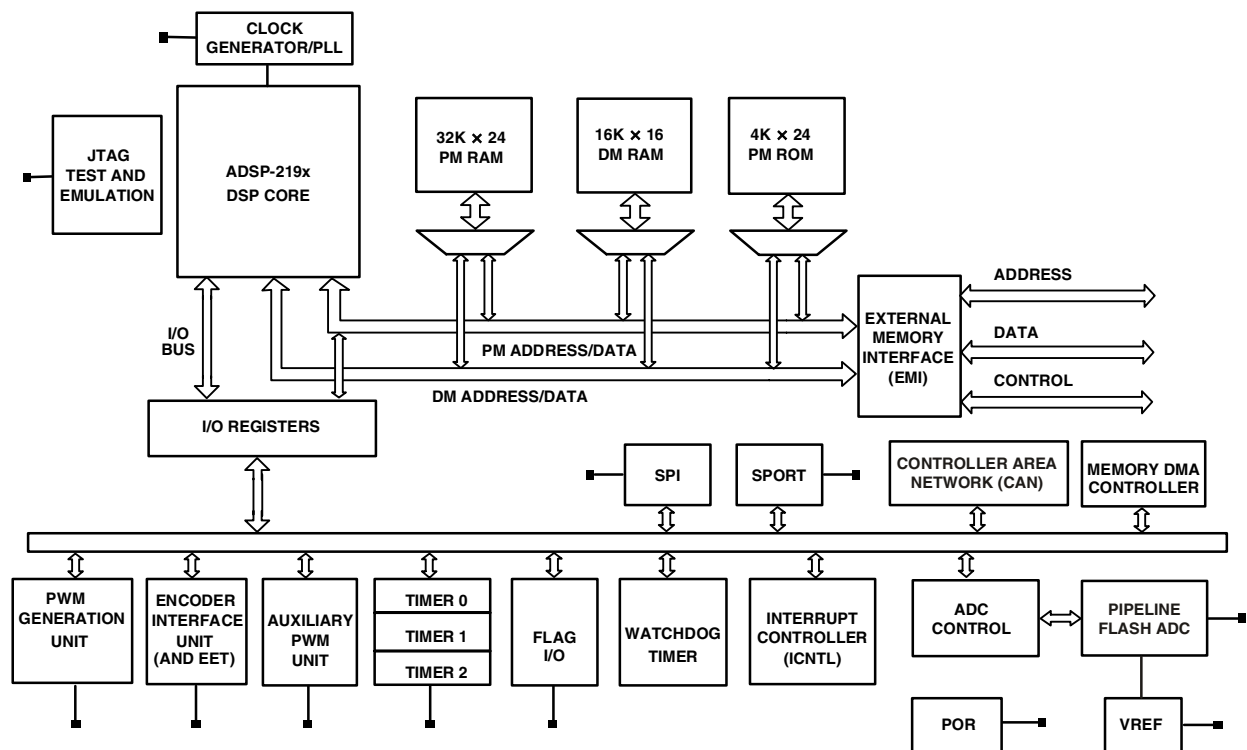 CLOCK
GENERATOR/PLL
JTAG
TEST AND
EMULATION
ADSP-219x
DSP CORE
32K × 24
PM RAM
16K × 16
DM RAM
4K × 24
PM ROM
I/O
BUS
PM ADDRESS/DATA
DM ADDRESS/DATA
EXTERNAL
MEMORY
INTERFACE
(EMI)
ADDRESS
DATA
CONTROL
I/O REGISTERS
SPI
SPORT
CONTROLLER AREA
NETWORK (CAN)
MEMORY DMA
CONTROLLER
PWM
GENERATION
UNIT
ENCODER
INTERFACE
UNIT
(AND EET)
AUXILIARY
PWM
UNIT
TIMER 0
TIMER 1
TIMER 2
FLAG
I/O
WATCHDOG
TIMER
INTERRUPT
CONTROLLER
(ICNTL)
ADC
CONTROL
PIPELINE
FLASH ADC
POR
VREF